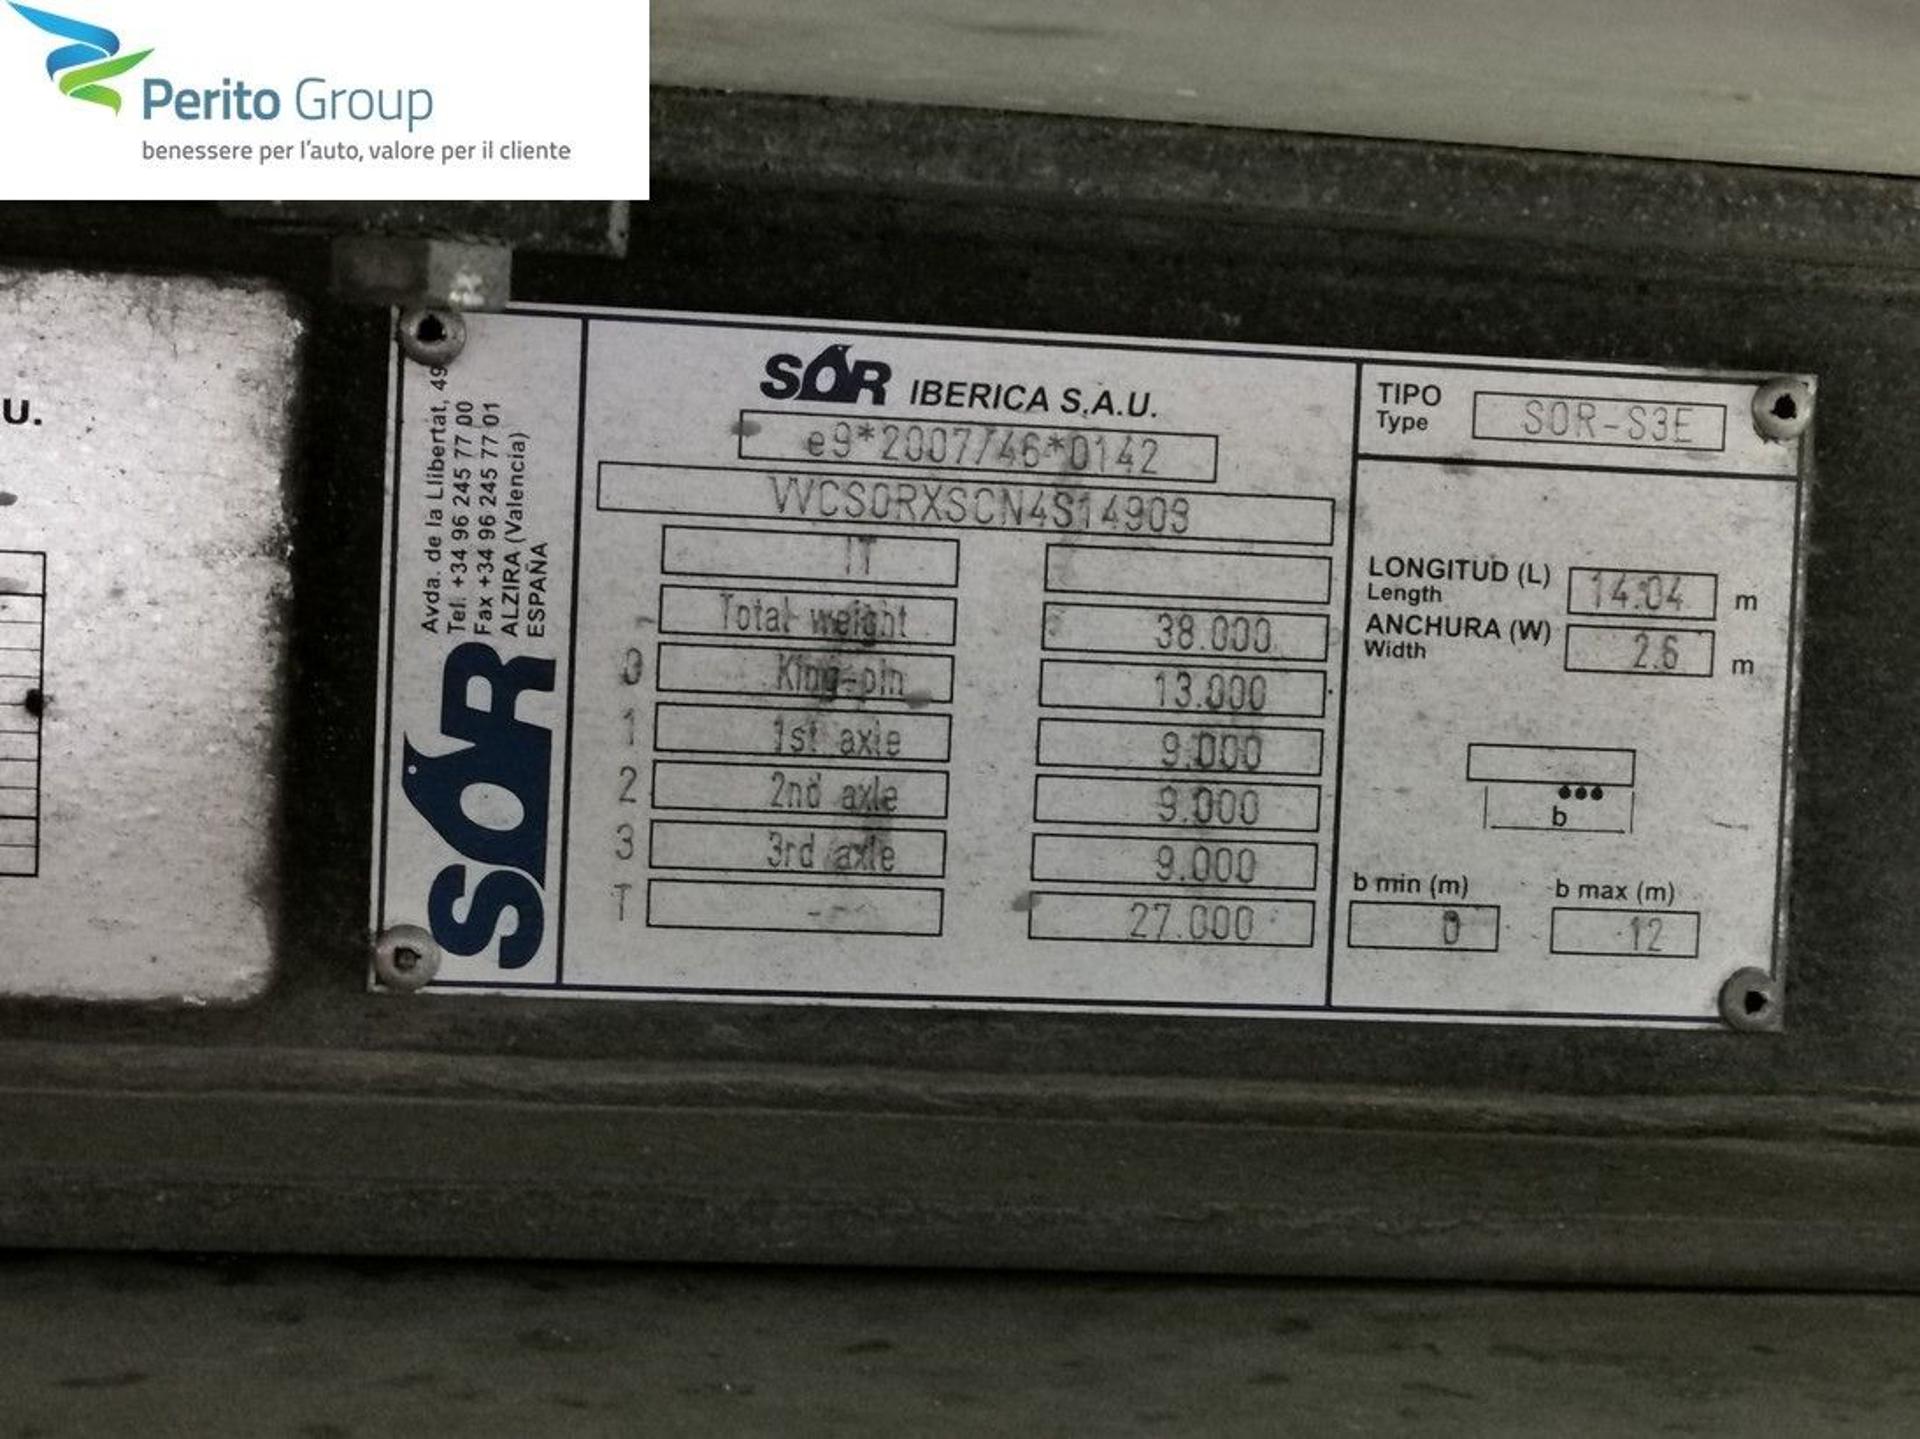 Perito Group
benessere per l'auto, valore per il cliente
U.
Avda. de la Llibertat, 49
Tel. +34 96 245 77 00
Fax +34 96 245 77 01
ALZIRA (Valencia)
ESPAÑA
SOR
SOR IBERICA S.A.U.
e9*2007/46*0142
VVCSORXSCN4S14909
IT
Total weight 38.000
0 King-pin 13.000
1 1st axle 9.000
2 2nd axle 9.000
3 3rd axle 9.000
T - 27.000
TIPO
Type
SOR-S3E
LONGITUD (L)
Length
14.04 m
ANCHURA (W)
Width
2.6 m
b
b min (m) b max (m)
0 12